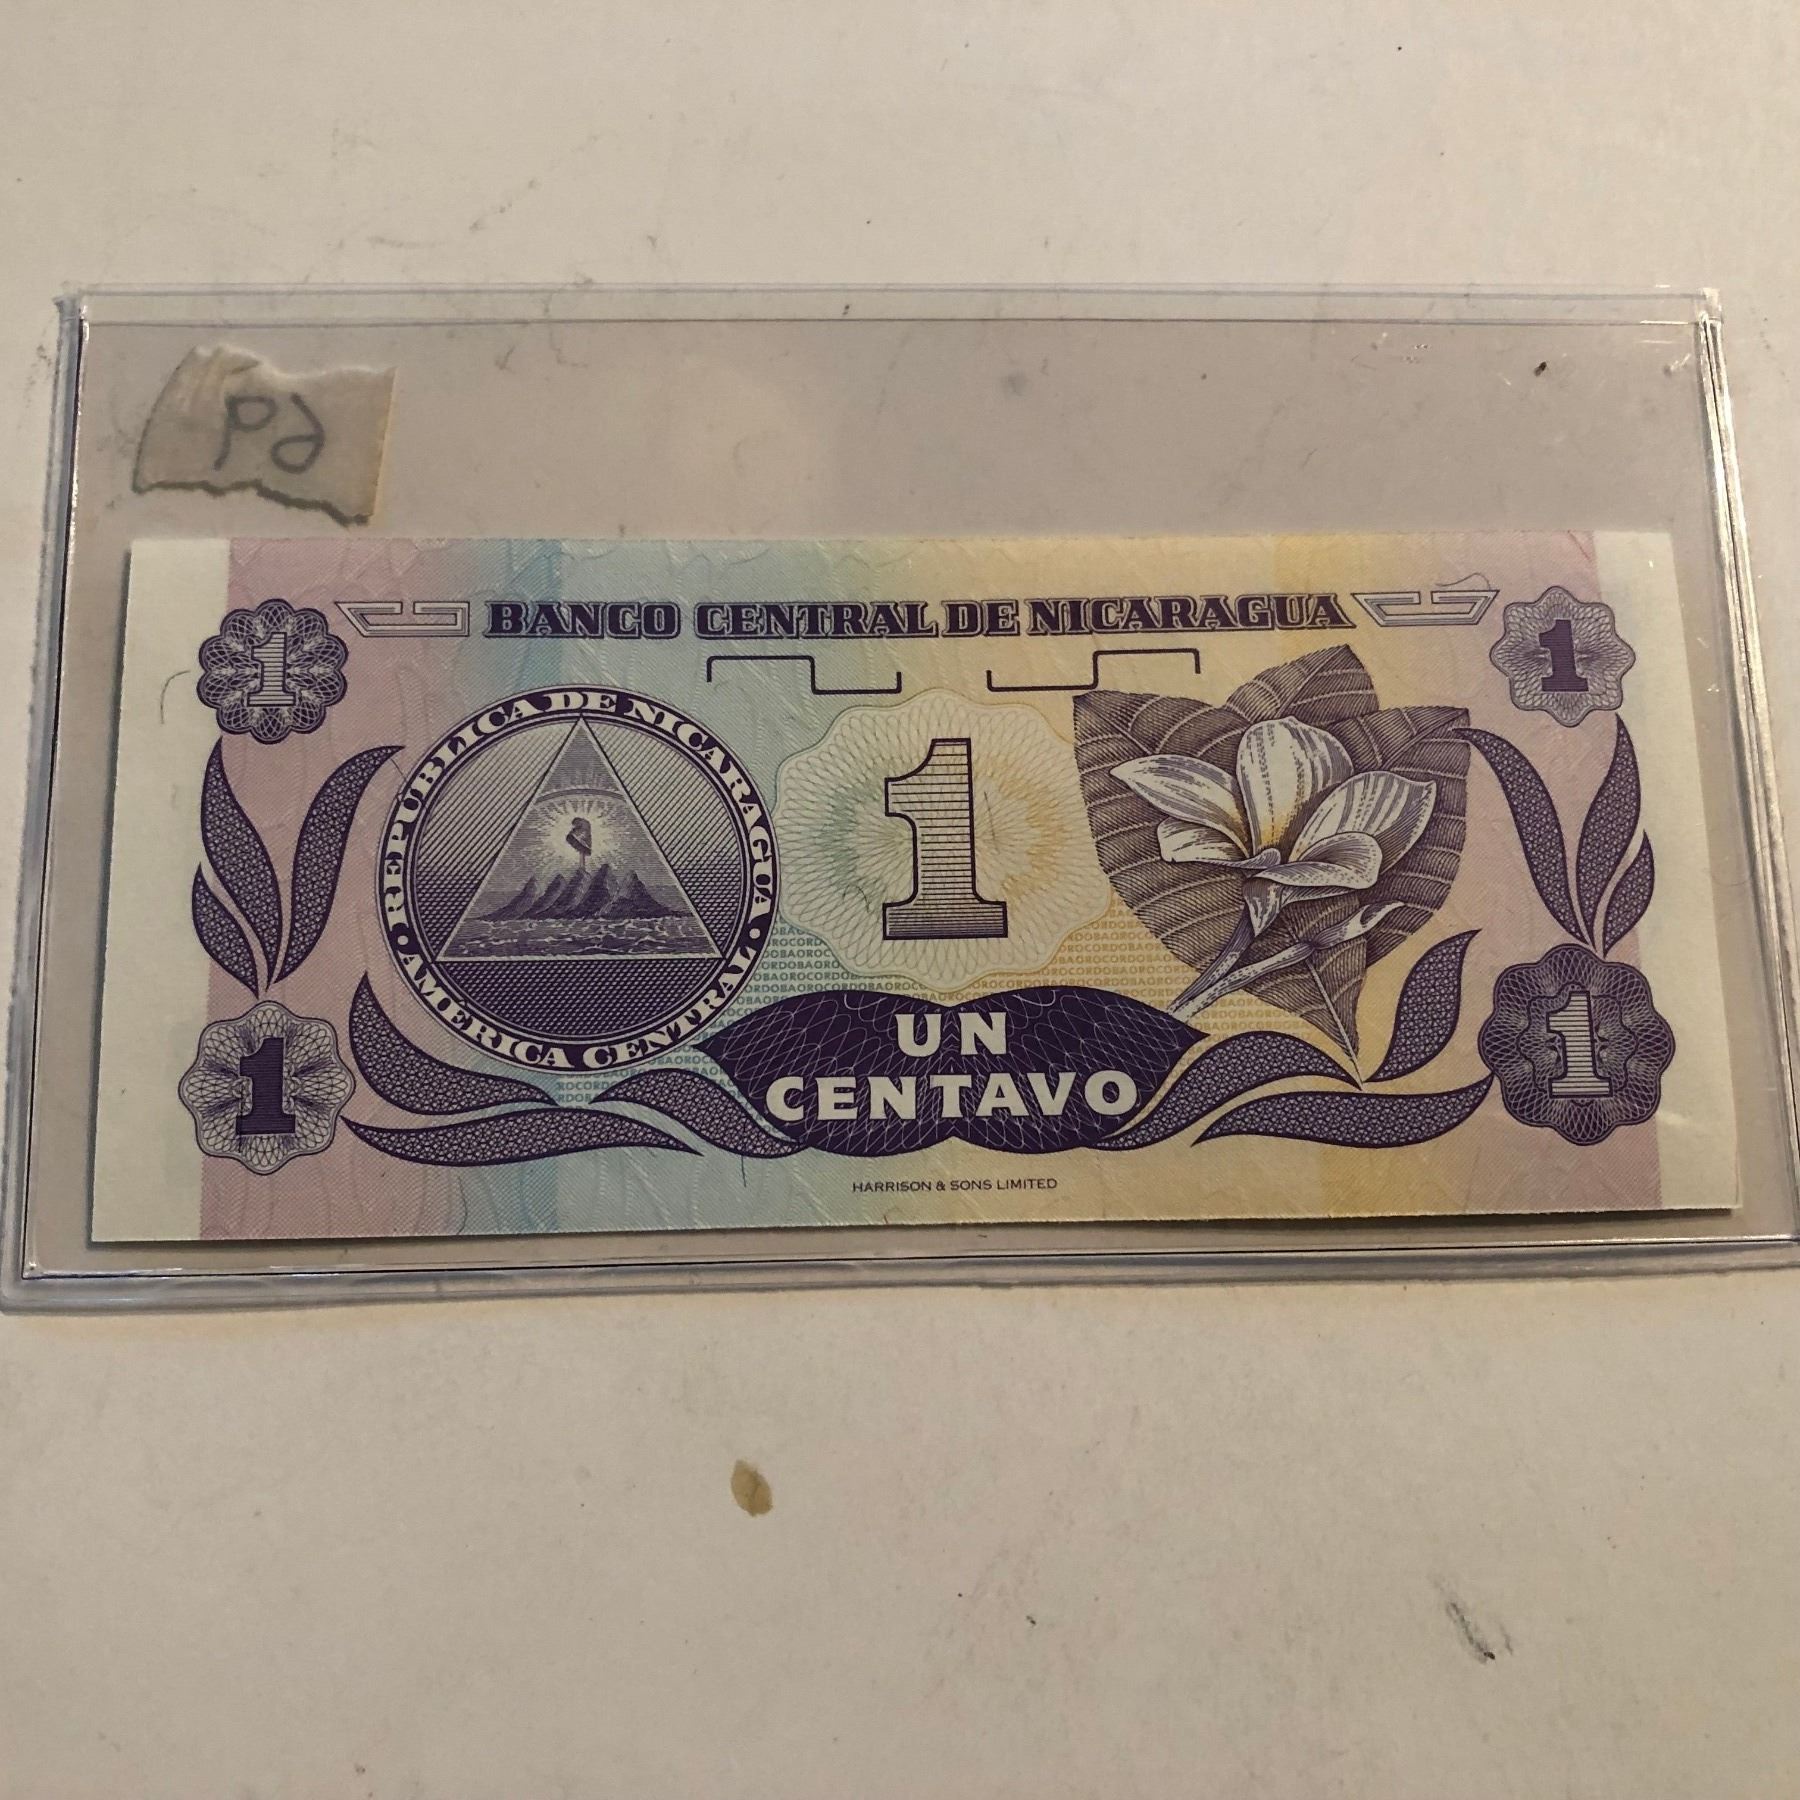 BANCO CENTRAL DE NICARAGUA
1
1
REPUBLICA DE NICARAGUA
1
AMERICA CENTRAL
UN
CENTAVO
1
1
HARRISON & SONS LIMITED